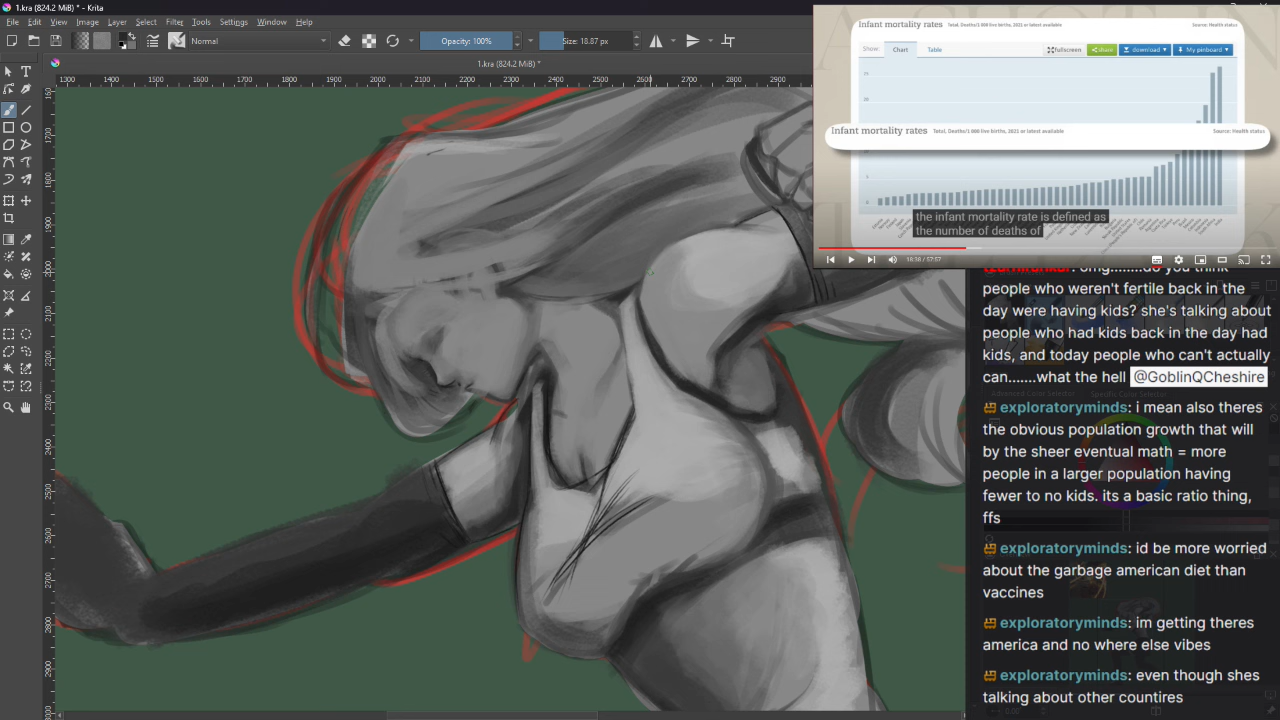 1.kra (824.2 MiB) * - Krita
File Edit View Image Layer Select Filter Tools Settings Window Help
Normal
Opacity: 100%
Size: 18.87 px
1.kra (824.2 MiB) *
1300 1400 1500 1600 1700 1800 1900 2000 2100 2200 2300 2400 2500 2600 2700 2800 2900
Infant mortality rates Total, Deaths/1 000 live births, 2021 or latest available
Source: Health status
Show: Chart Table fullscreen share download My pinboard
Infant mortality rates Total, Deaths/1 000 live births, 2021 or latest available
Source: Health status
the infant mortality rate is defined as
the number of deaths of
18:38 / 57:57
people who weren't fertile back in the
day were having kids? she's talking about
people who had kids back in the day had
kids, and today people who can't actually
can.......what the hell @GoblinQCheshire
exploratoryminds: i mean also theres
the obvious population growth that will
by the sheer eventual math = more
people in a larger population having
fewer to no kids. its a basic ratio thing,
ffs
exploratoryminds: id be more worried
about the garbage american diet than
vaccines
exploratoryminds: im getting theres
america and no where else vibes
exploratoryminds: even though shes
talking about other countires